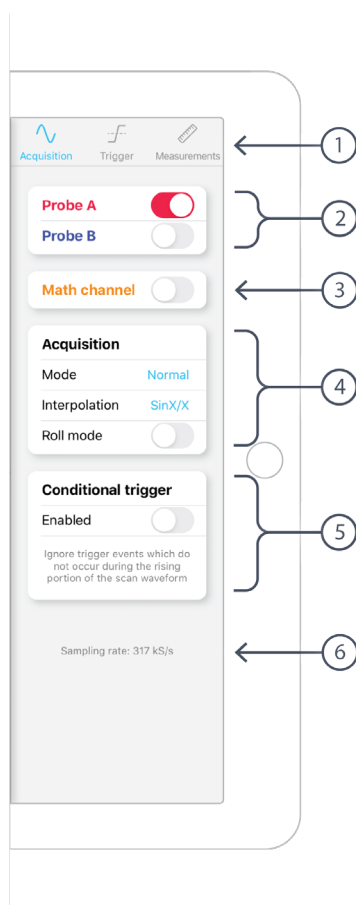 Acquisition Trigger Measurements
1
Probe A
2
Probe B
Math channel
3
Acquisition
Mode Normal
4
Interpolation SinX/X
Roll mode
Conditional trigger
Enabled
5
Ignore trigger events which do
not occur during the rising
portion of the scan waveform
Sampling rate: 317 kS/s
6